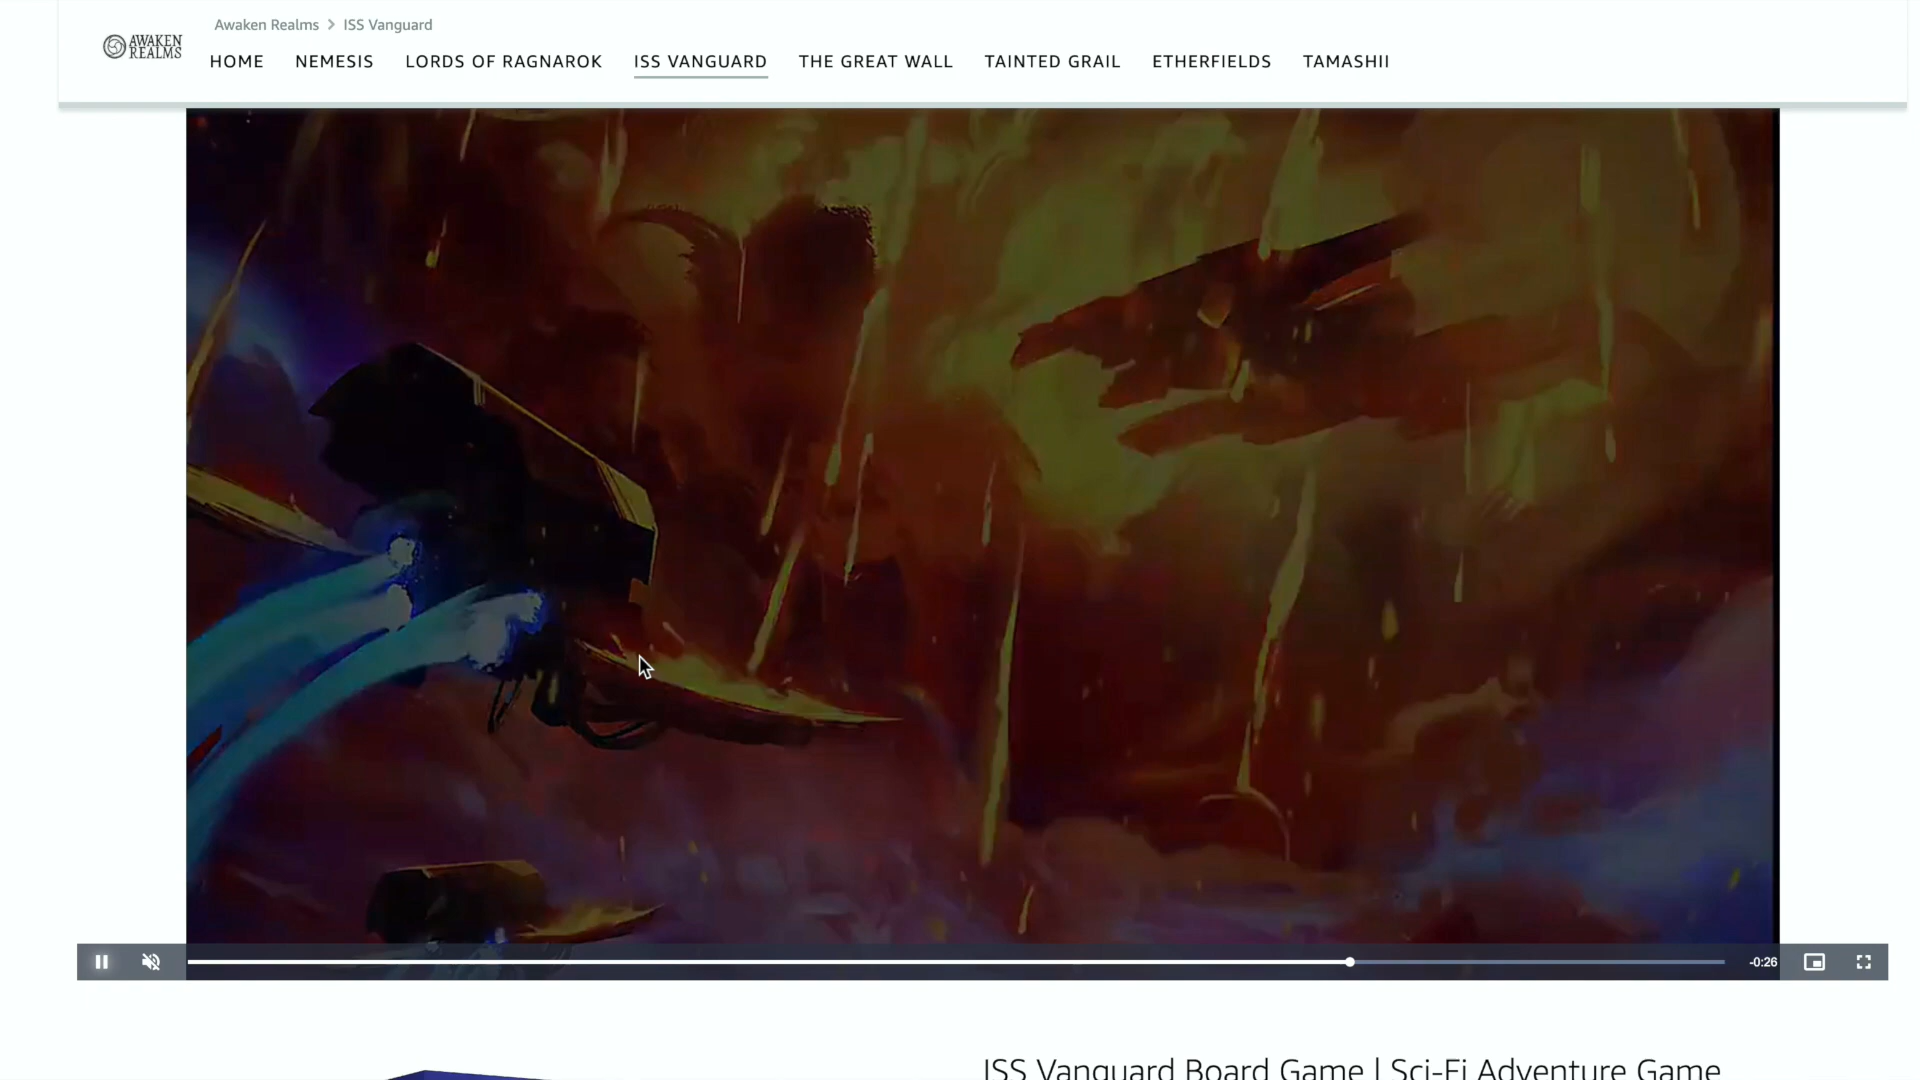 Awaken Realms > ISS Vanguard
AWAKEN
REALMS
HOME NEMESIS LORDS OF RAGNAROK ISS VANGUARD THE GREAT WALL TAINTED GRAIL ETHERFIELDS TAMASHII
-0:26
ISS Vanguard Board Game | Sci-Fi Adventure Game